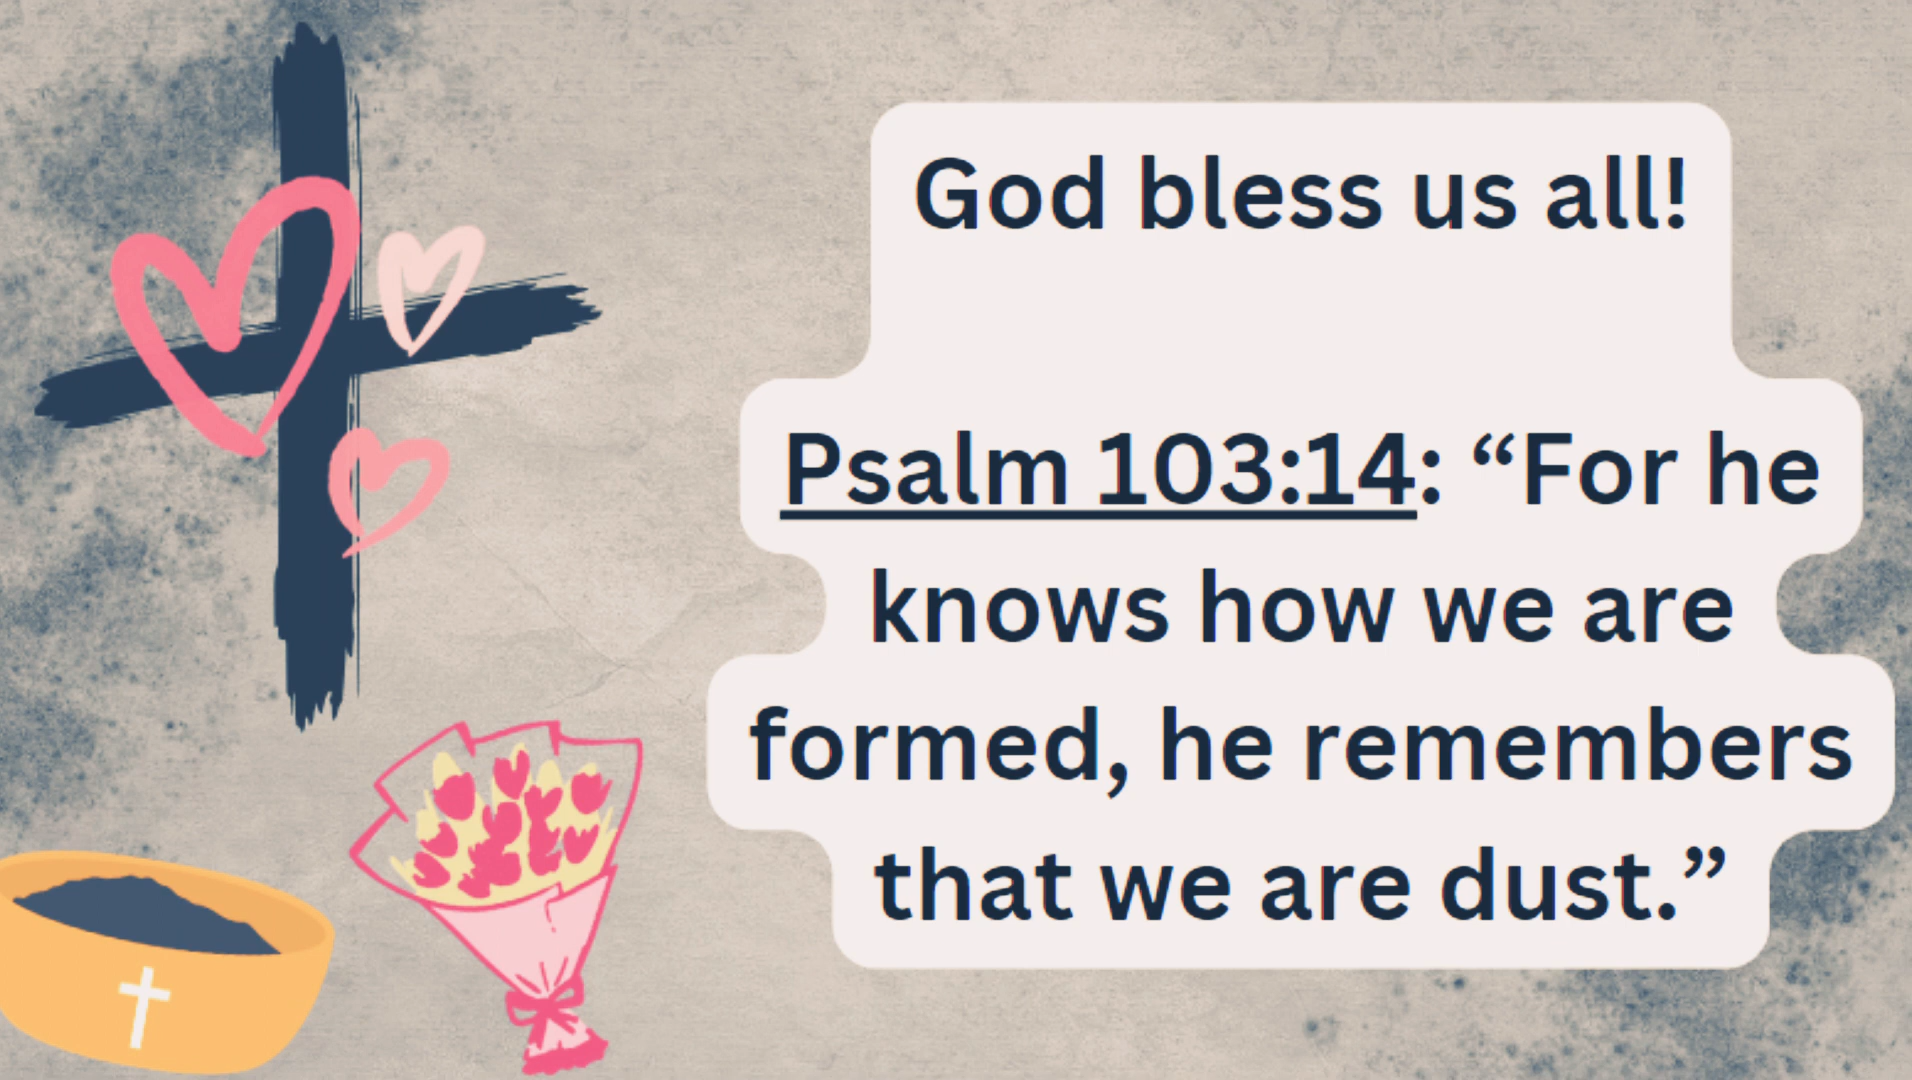 God bless us all!
Psalm 103:14: “For he
knows how we are
formed, he remembers
that we are dust.”